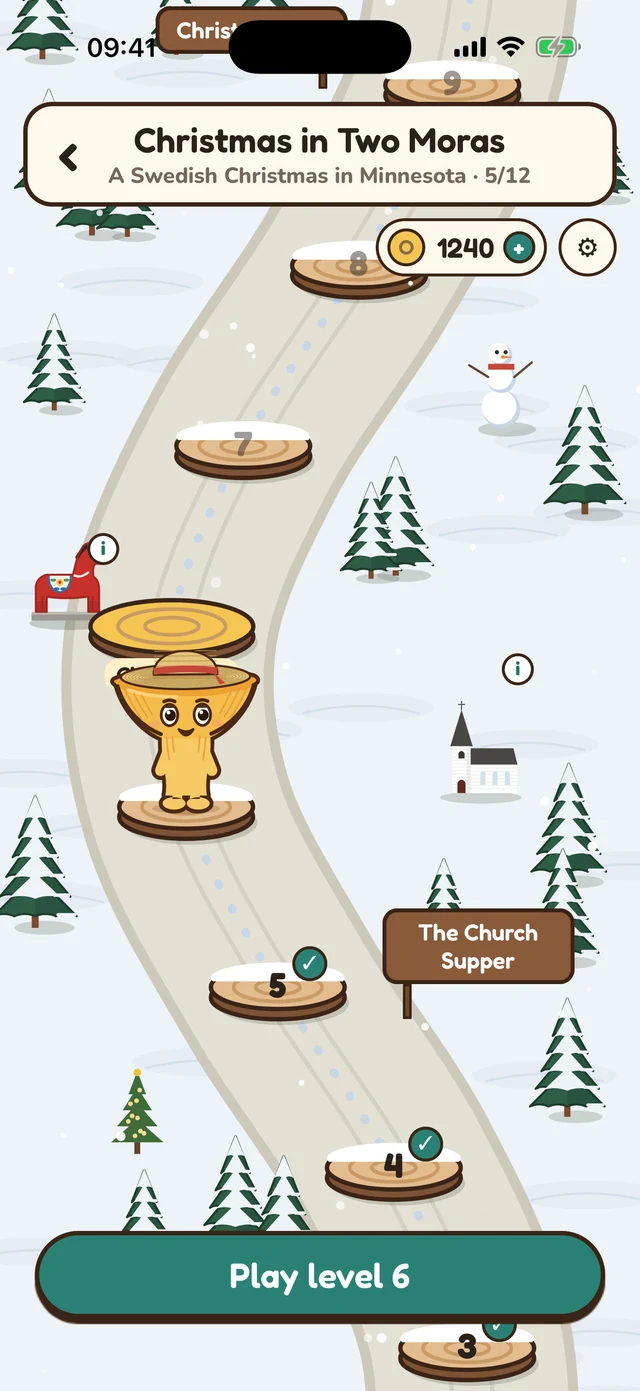 09:41
9
Christmas in Two Moras
A Swedish Christmas in Minnesota · 5/12
8
1240
7
The Church
Supper
5
4
Play level 6
3